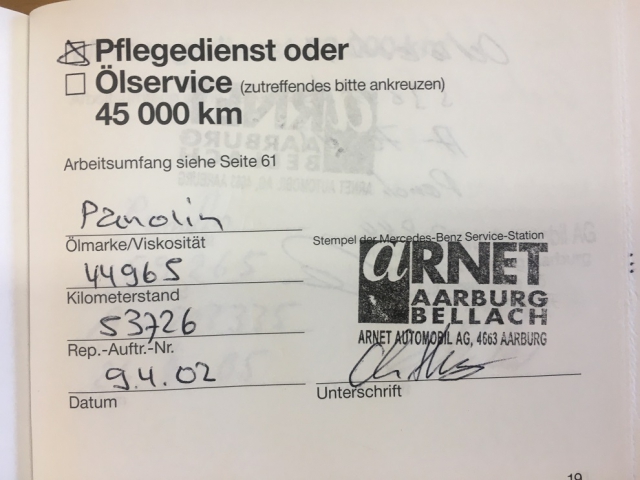 Pflegedienst oder
Ölservice (zutreffendes bitte ankreuzen)
45 000 km
Arbeitsumfang siehe Seite 61
Panolin
Ölmarke/Viskosität
44965
Kilometerstand
53726
Rep.-Auftr.-Nr.
9.4.02
Datum
Stempel der Mercedes-Benz Service-Station
aRNET
AARBURG
BELLACH
ARNET AUTOMOBIL AG, 4663 AARBURG
Unterschrift
19